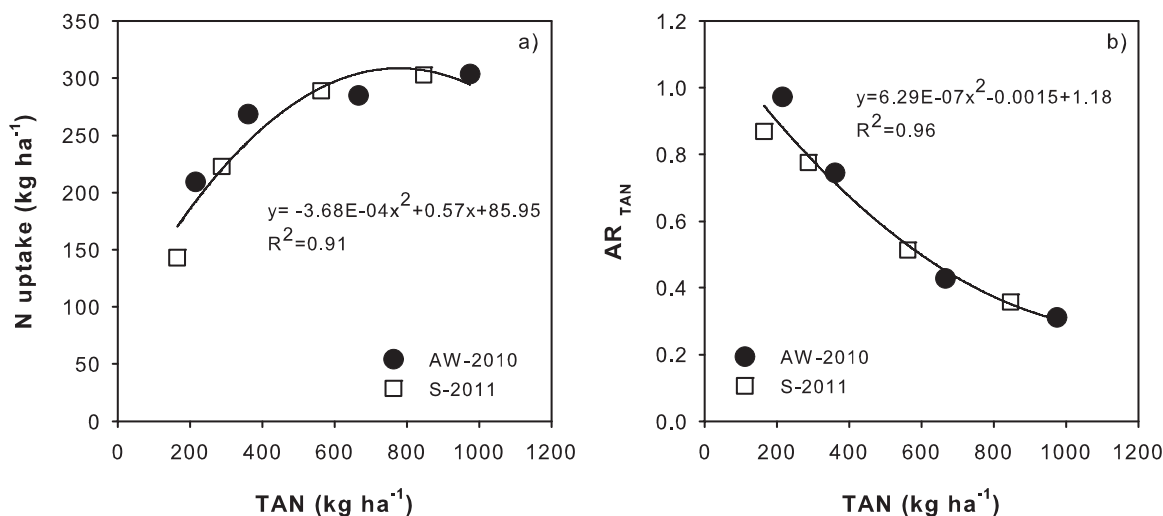 a)
N uptake (kg ha⁻¹)
350
300
250
200
150
100
50
0
y= -3.68E-04x²+0.57x+85.95
R²=0.91
AW-2010
S-2011
0 200 400 600 800 1000 1200
TAN (kg ha⁻¹)
b)
AR TAN
1.2
1.0
0.8
0.6
0.4
0.2
0.0
y=6.29E-07x²-0.0015+1.18
R²=0.96
AW-2010
S-2011
0 200 400 600 800 1000 1200
TAN (kg ha⁻¹)